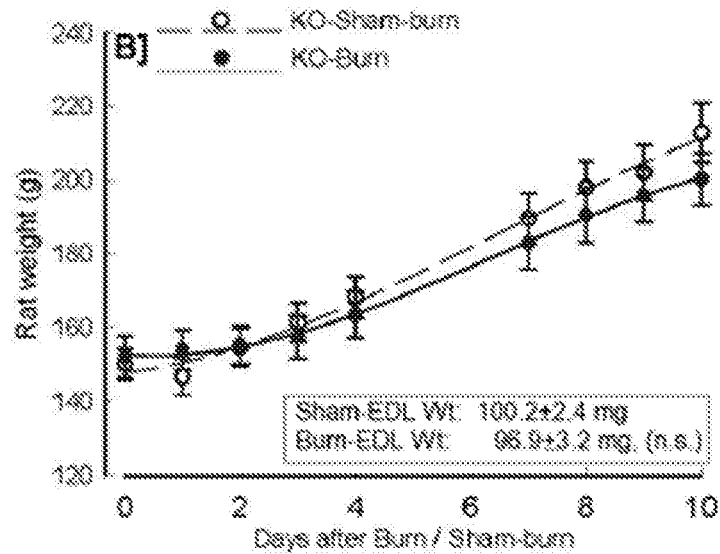 B]
KO-Sham-burn
KO-Burn
240
220
200
180
160
140
120
Rat weight (g)
Sham-EDL Wt: 100.2±2.4 mg
Burn-EDL Wt: 96.9±3.2 mg, (n.s.)
0 2 4 6 8 10
Days after Burn / Sham-burn